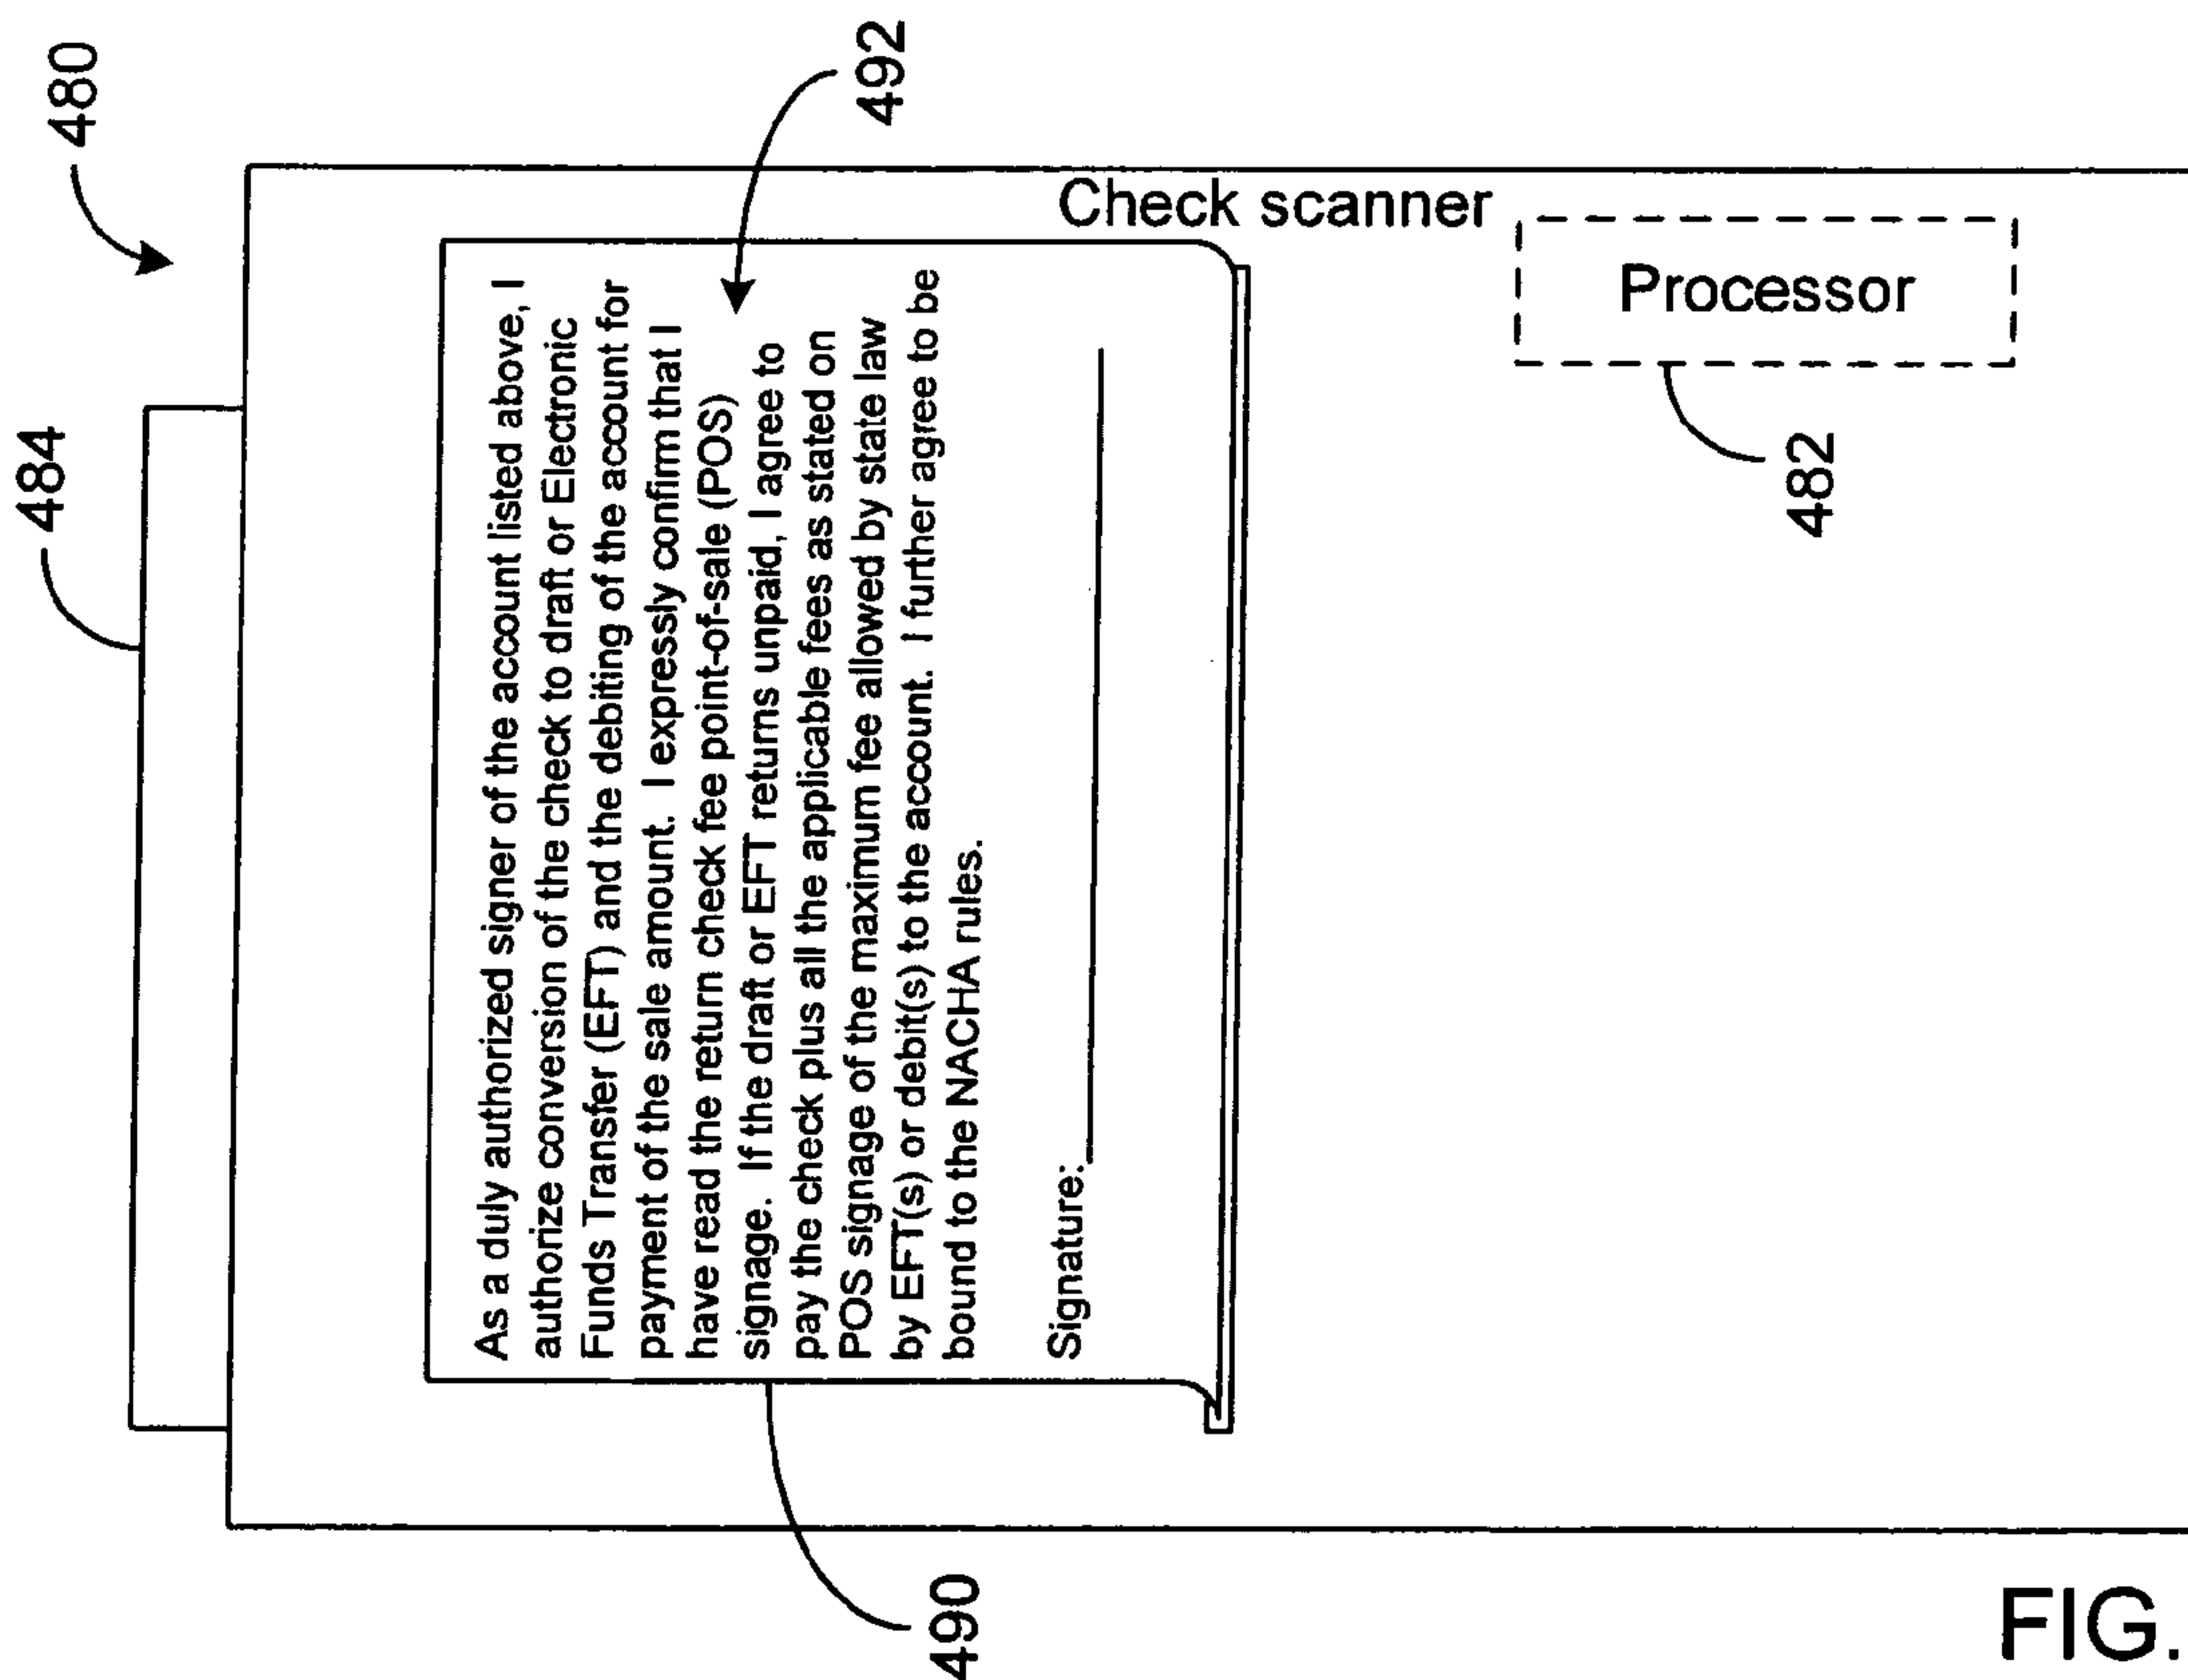 480
484
492
Check scanner
Processor
482
As a duly authorized signer of the account listed above, I
authorize conversion of the check to draft or Electronic
Funds Transfer (EFT) and the debiting of the account for
payment of the sale amount. I expressly confirm that I
have read the return check fee point-of-sale (POS)
signage. If the draft or EFT returns unpaid, I agree to
pay the check plus all the applicable fees as stated on
POS signage of the maximum fee allowed by state law
by EFT(s) or debit(s) to the account. I further agree to be
bound to the NACHA rules.
Signature:
490
FIG.